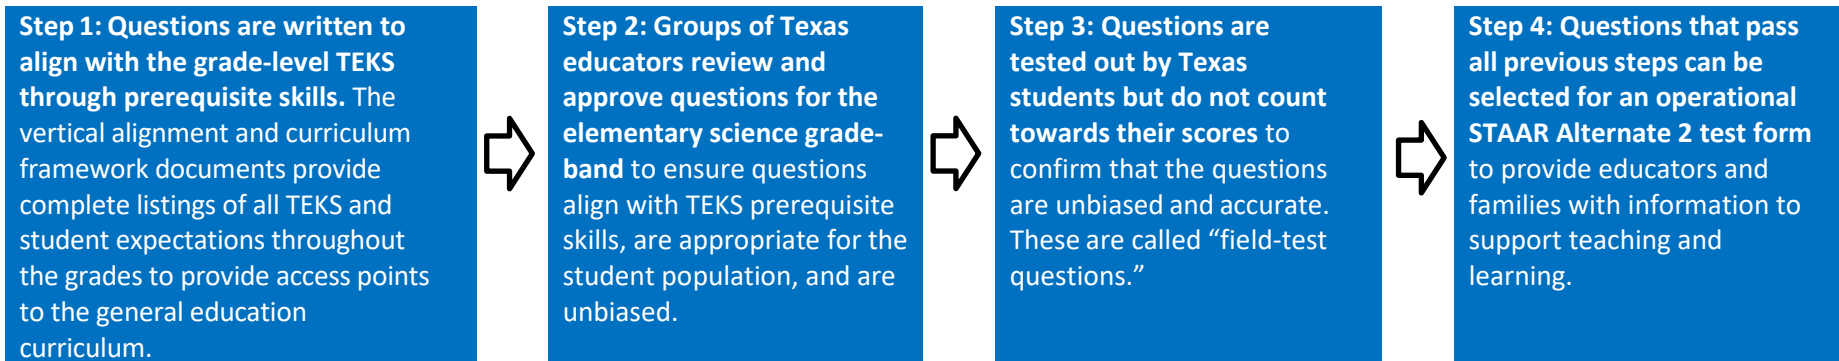 Step 1: Questions are written to
align with the grade-level TEKS
through prerequisite skills. The
vertical alignment and curriculum
framework documents provide
complete listings of all TEKS and
student expectations throughout
the grades to provide access points
to the general education
curriculum.
Step 2: Groups of Texas
educators review and
approve questions for the
elementary science grade-
band to ensure questions
align with TEKS prerequisite
skills, are appropriate for the
student population, and are
unbiased.
Step 3: Questions are
tested out by Texas
students but do not count
towards their scores to
confirm that the questions
are unbiased and accurate.
These are called “field-test
questions.”
Step 4: Questions that pass
all previous steps can be
selected for an operational
STAAR Alternate 2 test form
to provide educators and
families with information to
support teaching and
learning.